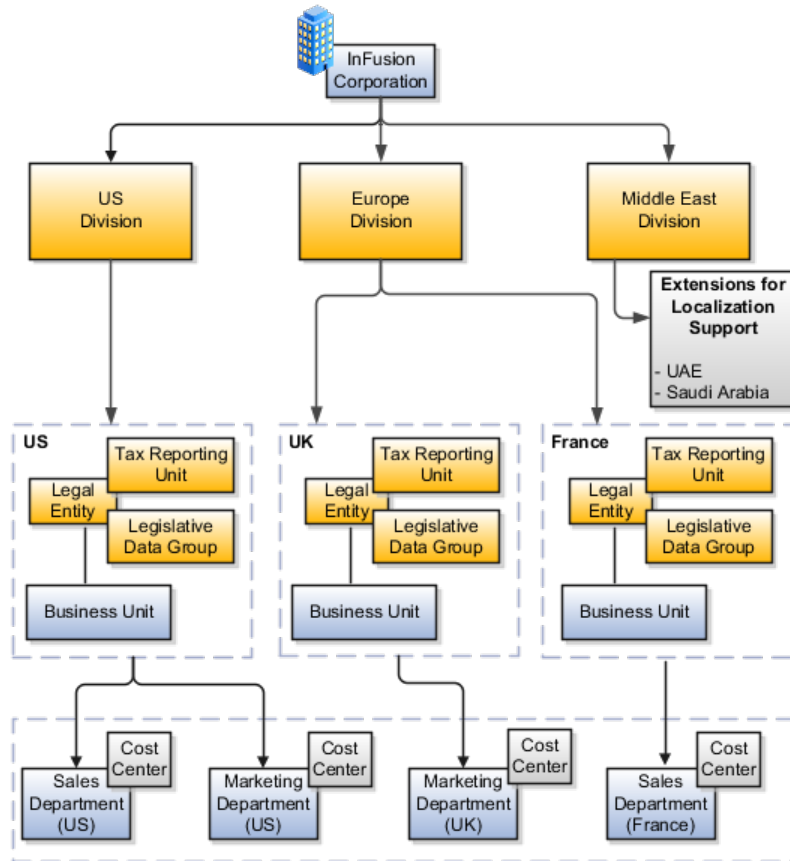 InFusion
Corporation
US
Division
Europe
Division
Middle East
Division
Extensions for
Localization
Support
- UAE
- Saudi Arabia
US
Tax Reporting
Unit
Legal
Entity
Legislative
Data Group
Business Unit
UK
Tax Reporting
Unit
Legal
Entity
Legislative
Data Group
Business Unit
France
Tax Reporting
Unit
Legal
Entity
Legislative
Data Group
Business Unit
Cost
Center
Sales
Department
(US)
Cost
Center
Marketing
Department
(US)
Cost
Center
Marketing
Department
(UK)
Cost
Center
Sales
Department
(France)